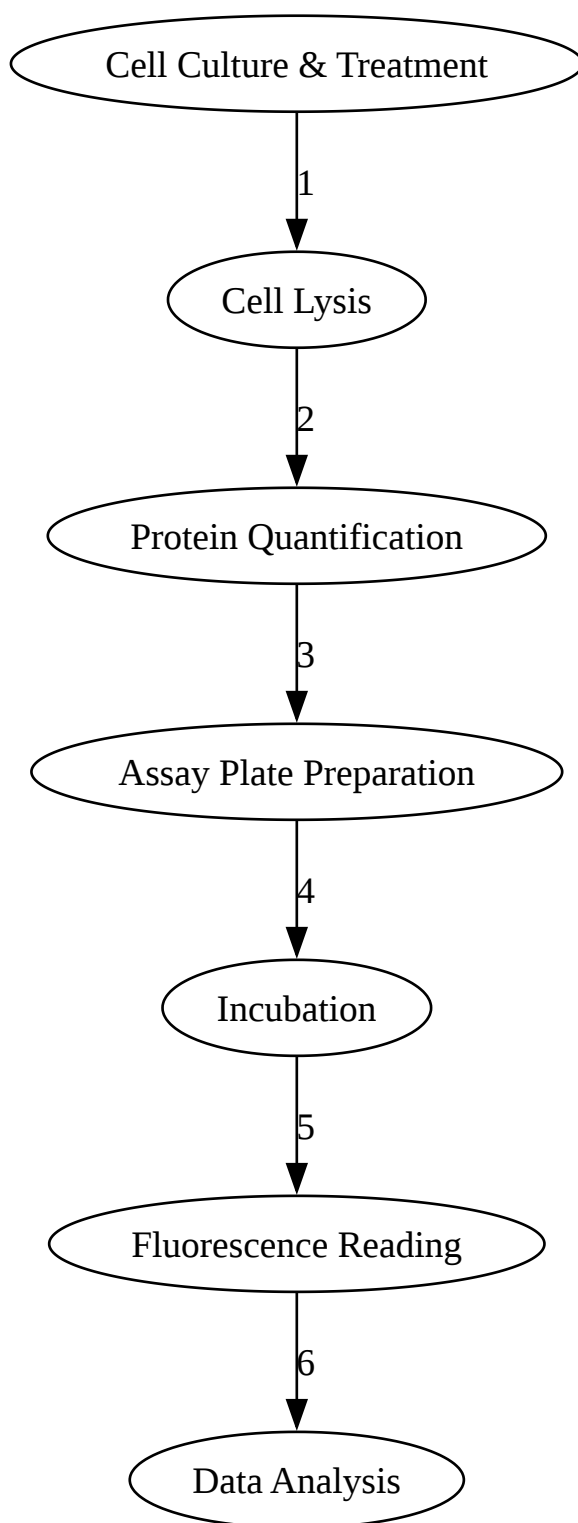 Cell Culture & Treatment
1
Cell Lysis
2
Protein Quantification
3
Assay Plate Preparation
4
Incubation
5
Fluorescence Reading
6
Data Analysis